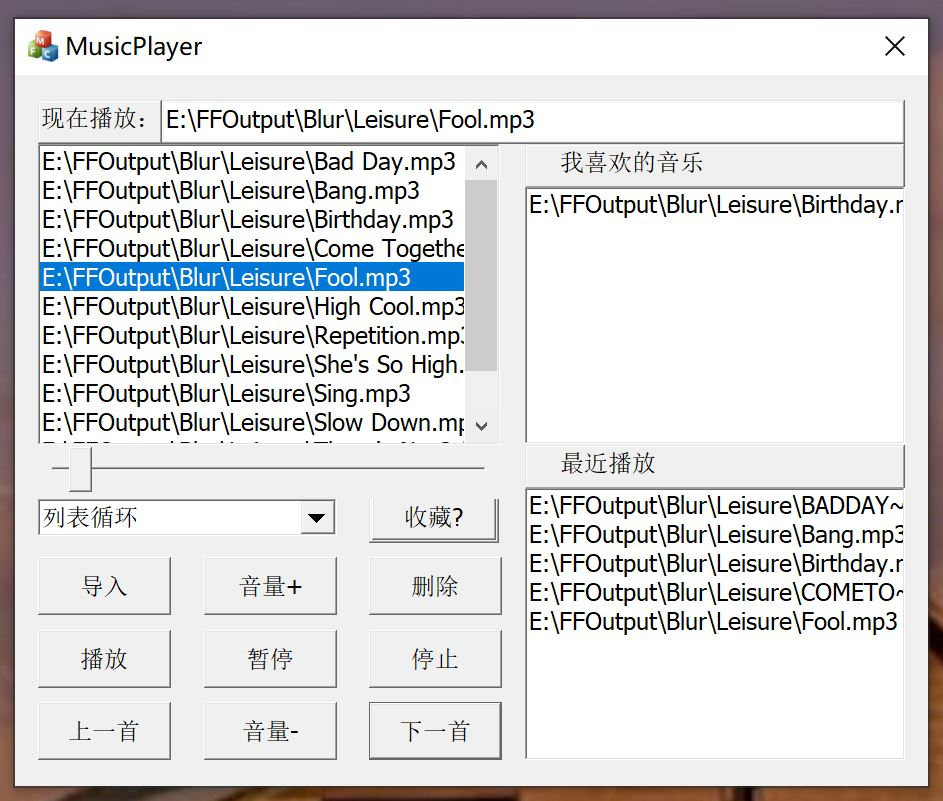 MusicPlayer
现在播放：
E:\FFOutput\Blur\Leisure\Fool.mp3
E:\FFOutput\Blur\Leisure\Bad Day.mp3
E:\FFOutput\Blur\Leisure\Bang.mp3
E:\FFOutput\Blur\Leisure\Birthday.mp3
E:\FFOutput\Blur\Leisure\Come Togethe
E:\FFOutput\Blur\Leisure\Fool.mp3
E:\FFOutput\Blur\Leisure\High Cool.mp3
E:\FFOutput\Blur\Leisure\Repetition.mp3
E:\FFOutput\Blur\Leisure\She's So High.
E:\FFOutput\Blur\Leisure\Sing.mp3
E:\FFOutput\Blur\Leisure\Slow Down.mp
我喜欢的音乐
E:\FFOutput\Blur\Leisure\Birthday.r
最近播放
E:\FFOutput\Blur\Leisure\BADDAY~
E:\FFOutput\Blur\Leisure\Bang.mp3
E:\FFOutput\Blur\Leisure\Birthday.r
E:\FFOutput\Blur\Leisure\COMETO~
E:\FFOutput\Blur\Leisure\Fool.mp3
列表循环
收藏?
导入
音量+
删除
播放
暂停
停止
上一首
音量-
下一首